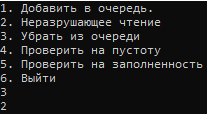 1. Добавить в очередь.
2. Неразрушающее чтение
3. Убрать из очереди
4. Проверить на пустоту
5. Проверить на заполненность
6. Выйти
3
2